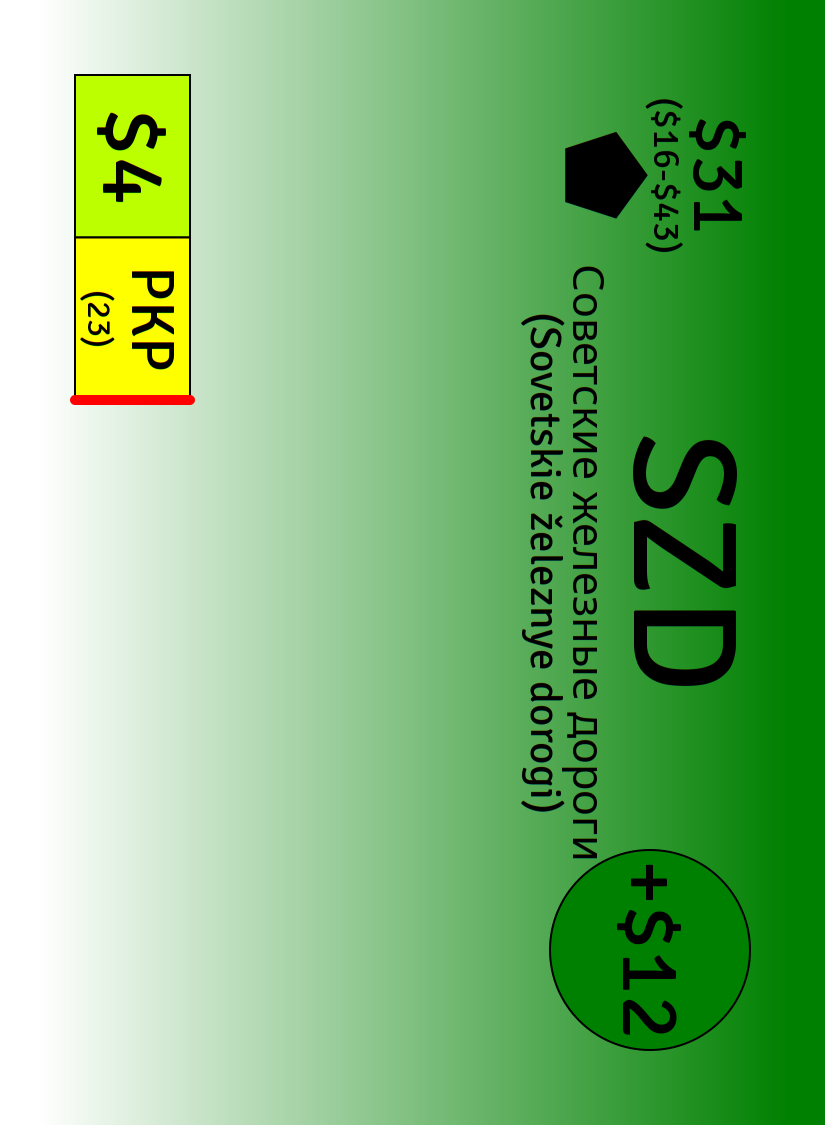 $31
($16-$43)
SZD
+$12
Советские железные дороги
(Sovetskie železnye dorogi)
$4
PKP
(23)